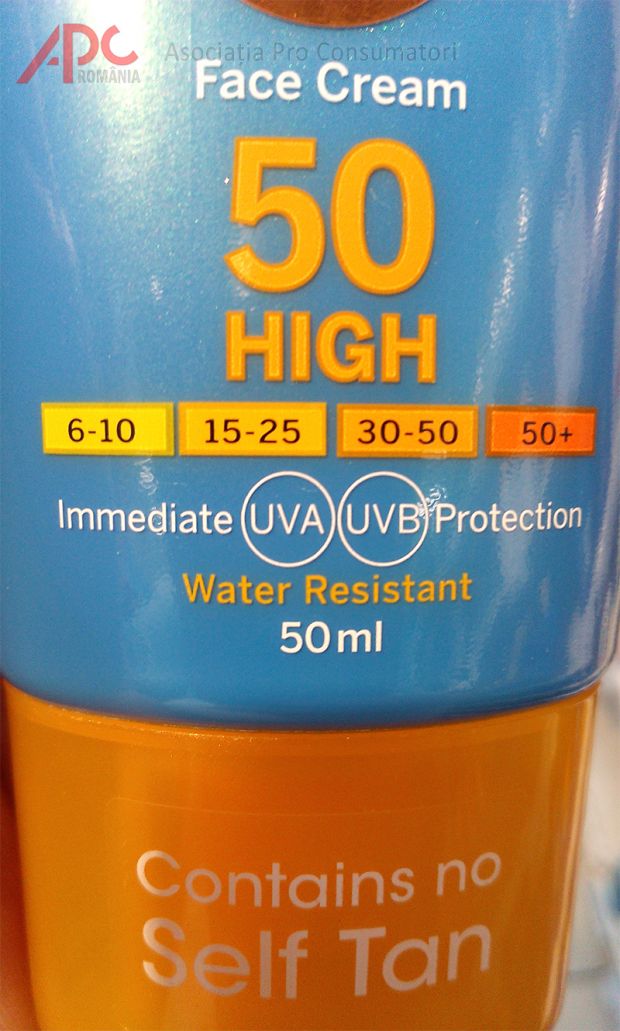 APC
ROMÂNIA
Asociația Pro Consumatori
Face Cream
50
HIGH
6-10 15-25 30-50 50+
Immediate UVA UVB Protection
Water Resistant
50ml
Contains no
Self Tan